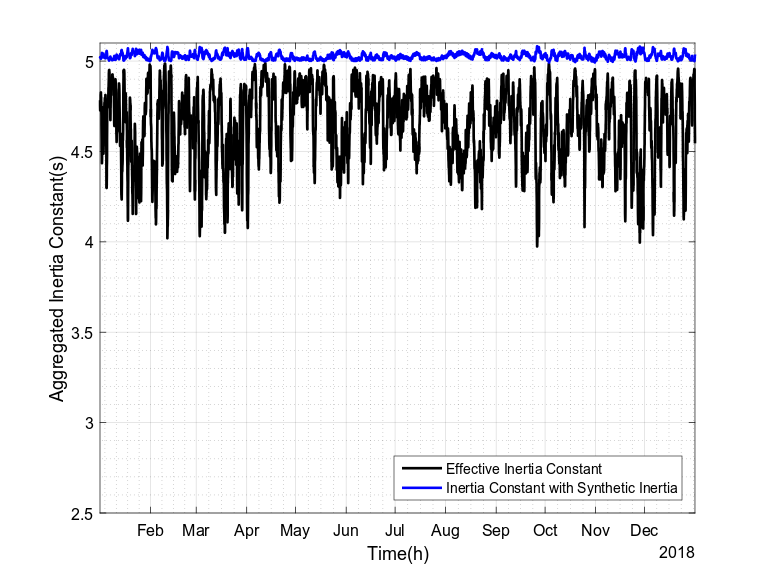 5
4.5
4
3.5
3
2.5
Aggregated Inertia Constant(s)
Effective Inertia Constant
Inertia Constant with Synthetic Inertia
Feb Mar Apr May Jun Jul Aug Sep Oct Nov Dec
Time(h)
2018